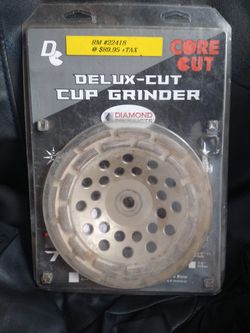 DC
RM #22418
@ $89.95 +TAX
CORE
CUT
DELUX-CUT
CUP GRINDER
DIAMOND
PRODUCTS